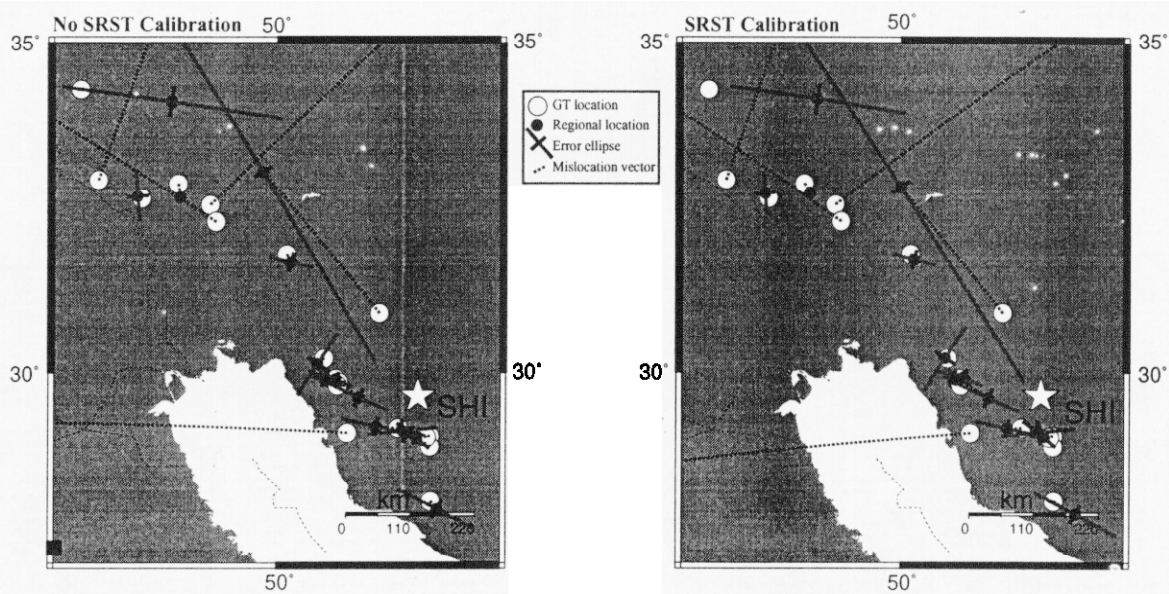 No SRST Calibration
50°
35°
35°
30°
30°
SHI
km
0 110 220
50°
GT location
Regional location
Error ellipse
Mislocation vector
SRST Calibration
50°
35°
35°
30°
30°
SHI
km
0 110 220
50°